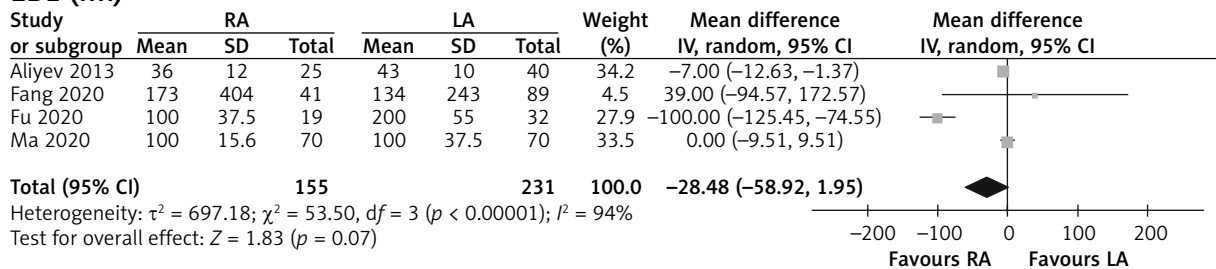 Study RA LA Weight Mean difference Mean difference
or subgroup Mean SD Total Mean SD Total (%) IV, random, 95% CI IV, random, 95% CI
Aliyev 2013 36 12 25 43 10 40 34.2 –7.00 (–12.63, –1.37)
Fang 2020 173 404 41 134 243 89 4.5 39.00 (–94.57, 172.57)
Fu 2020 100 37.5 19 200 55 32 27.9 –100.00 (–125.45, –74.55)
Ma 2020 100 15.6 70 100 37.5 70 33.5 0.00 (–9.51, 9.51)
Total (95% CI) 155 231 100.0 –28.48 (–58.92, 1.95)
Heterogeneity: τ² = 697.18; χ² = 53.50, df = 3 (p < 0.00001); I² = 94%
Test for overall effect: Z = 1.83 (p = 0.07)
–200 –100 0 100 200
Favours RA Favours LA